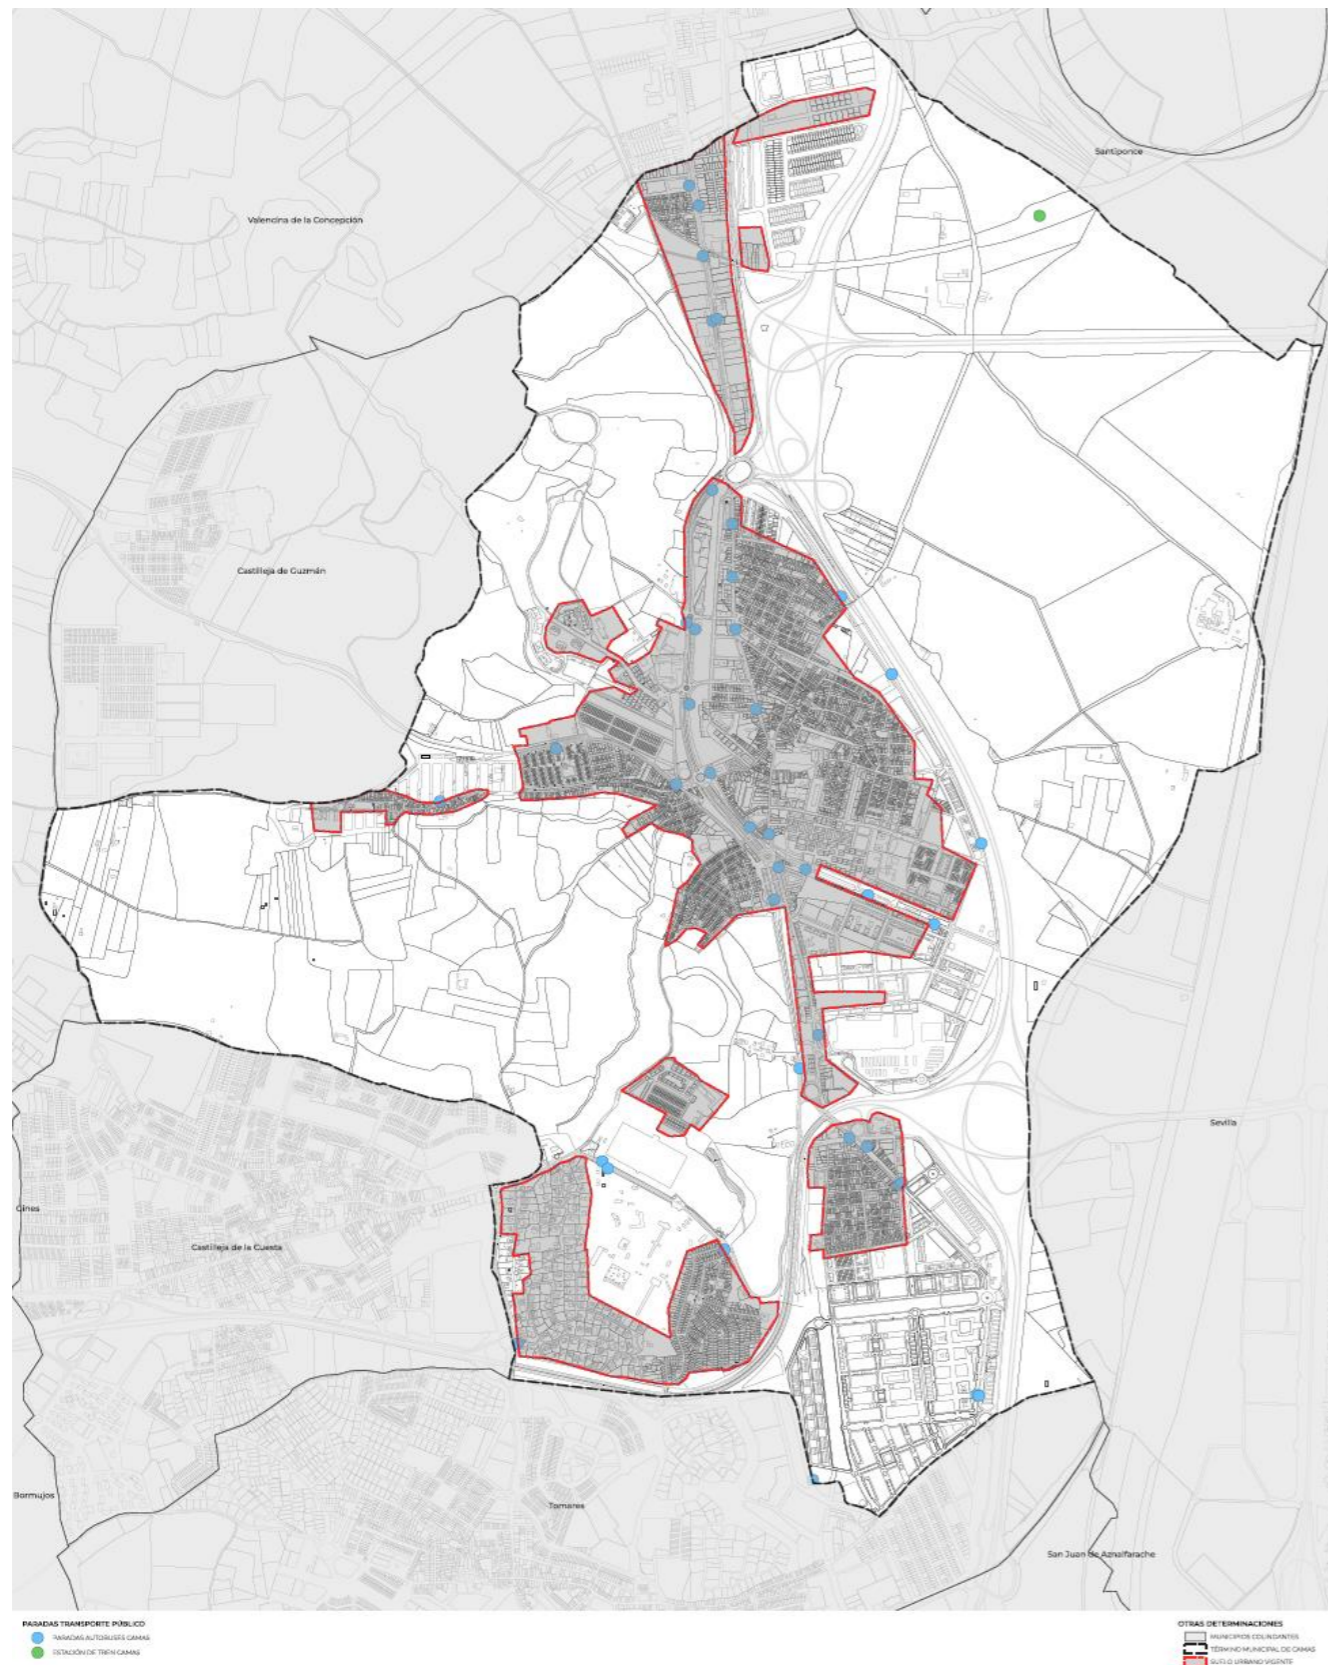 Santiponce
Valencina de la Concepción
Castilleja de Guzmán
Sevilla
Gines
Castilleja de la Cuesta
Bormujos
Tomares
San Juan de Aznalfarache
PARADAS TRANSPORTE PÚBLICO
PARADAS AUTOBUSES CAMAS
ESTACIÓN DE TREN CAMAS
OTRAS DETERMINACIONES
MUNICIPIOS COLINDANTES
TÉRMINO MUNICIPAL DE CAMAS
SUELO URBANO VIGENTE